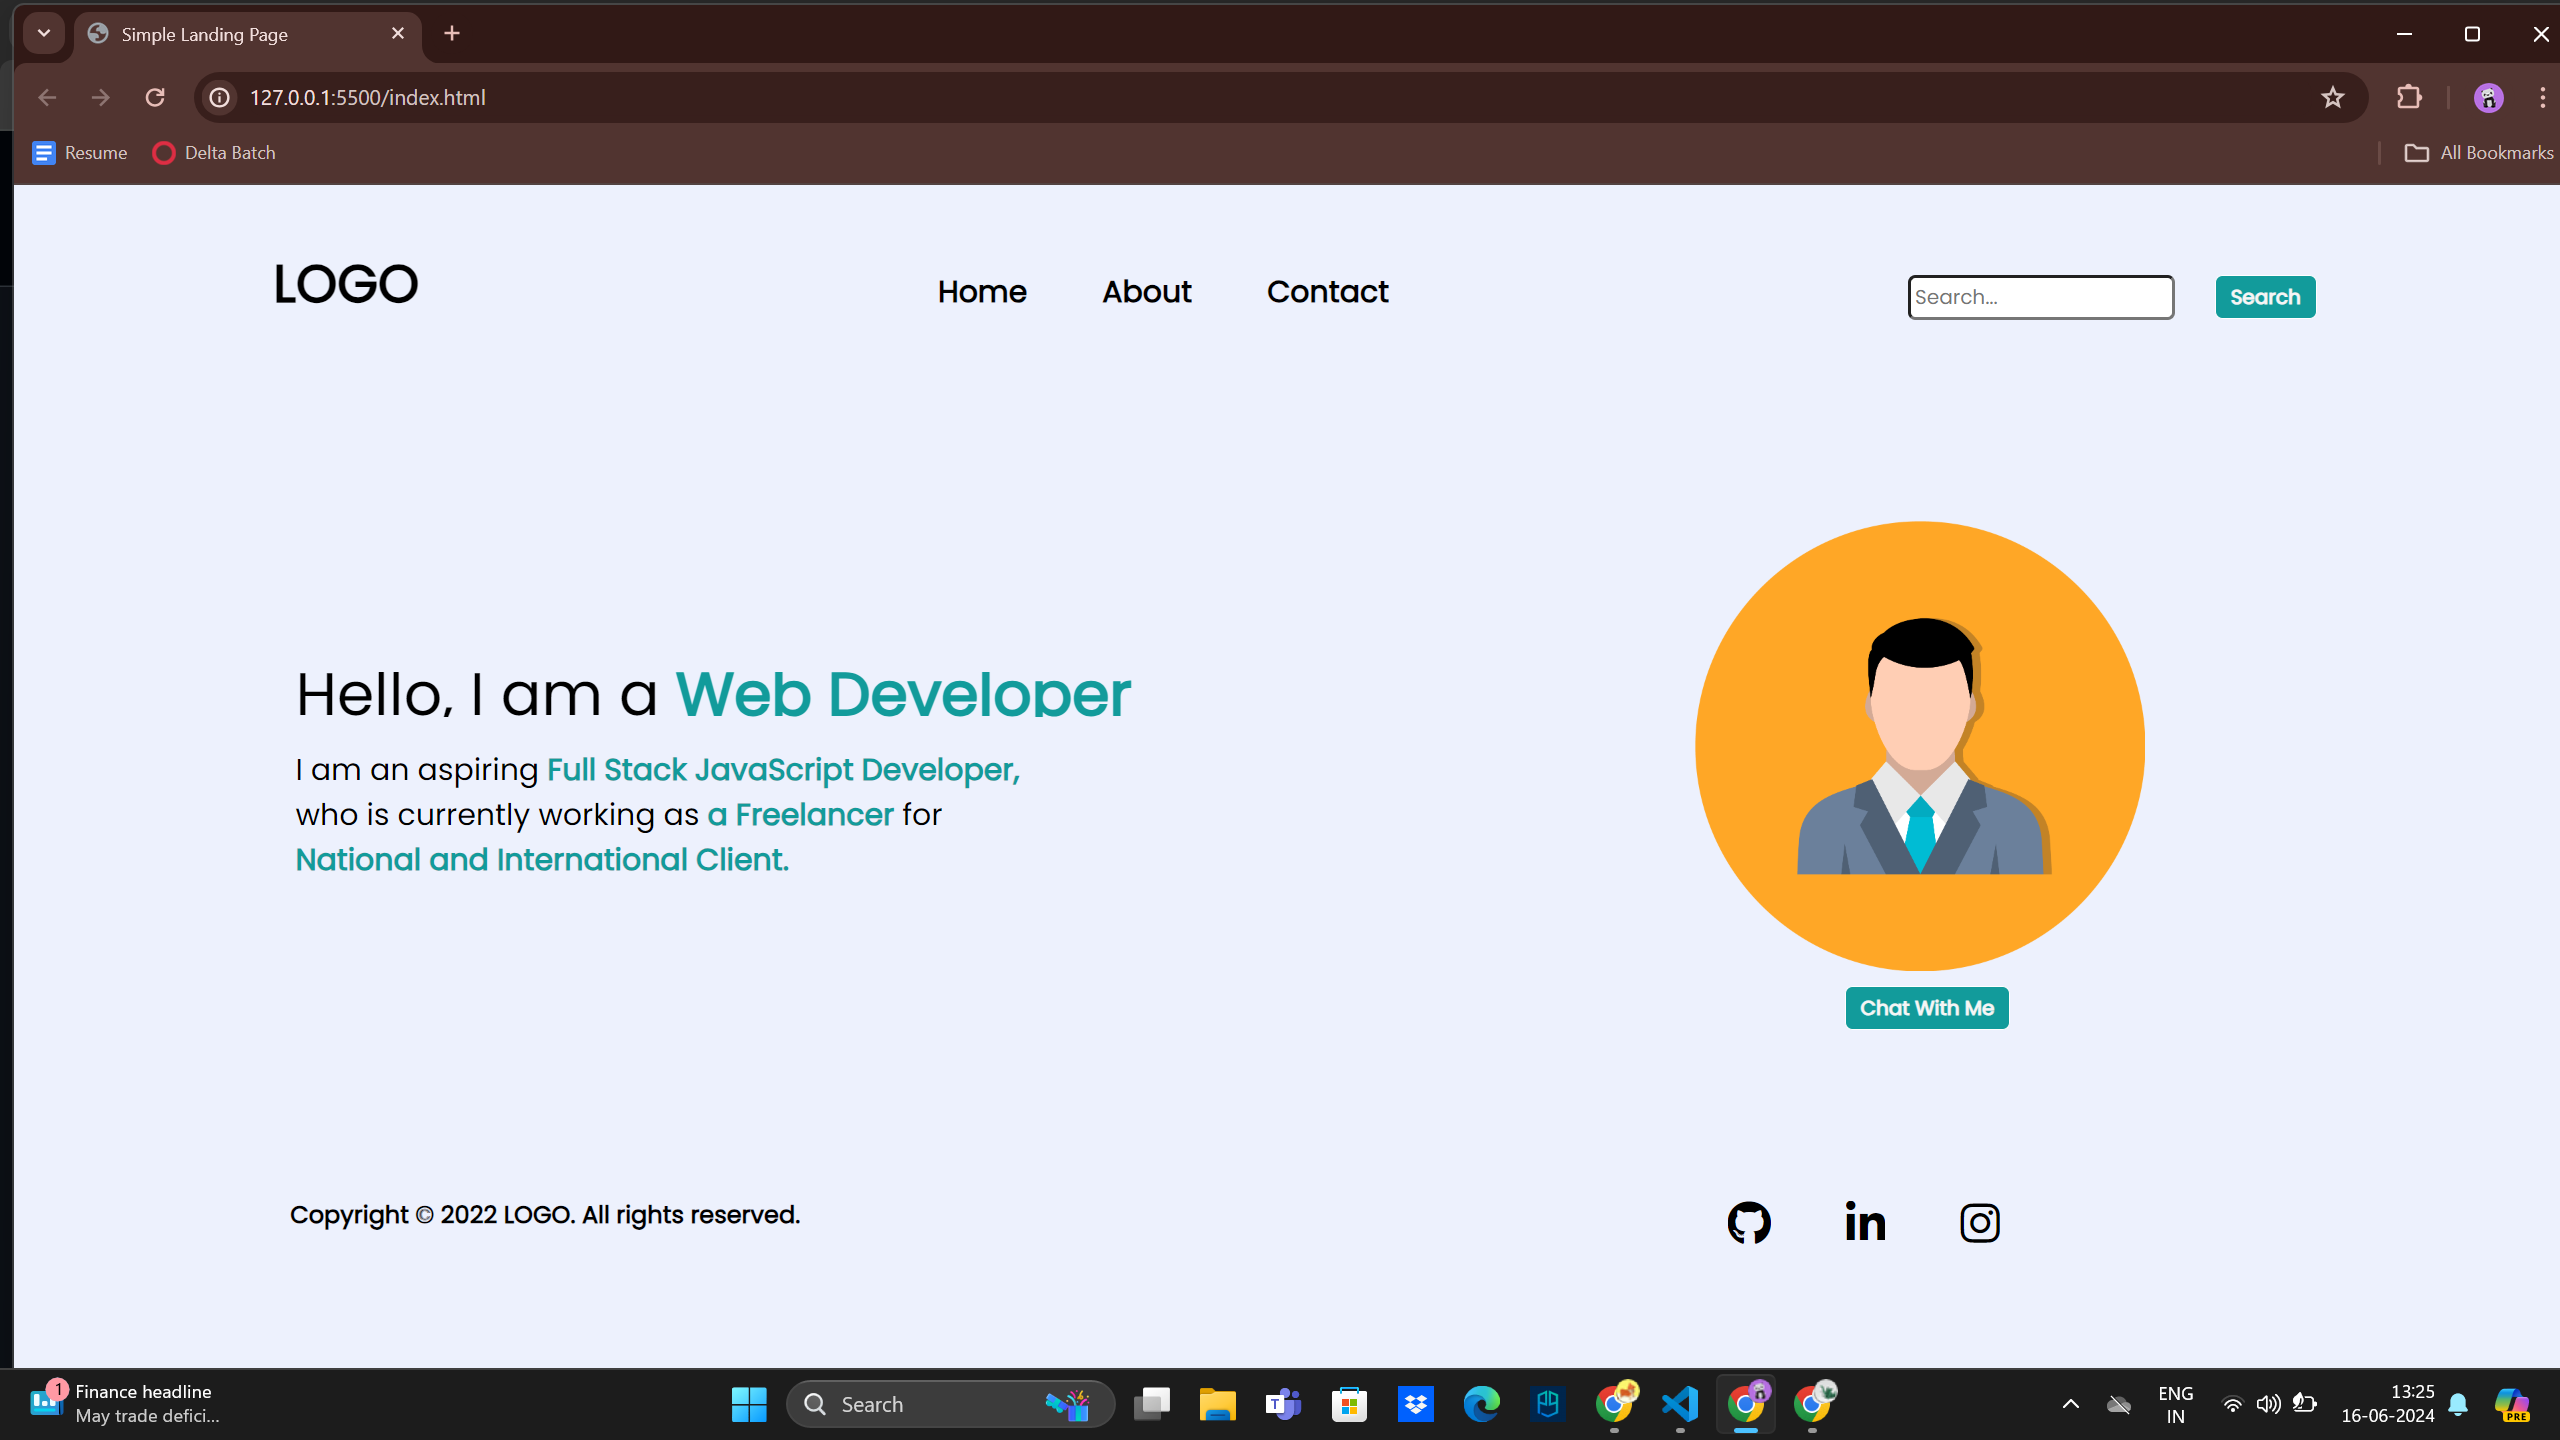 Simple Landing Page
127.0.0.1:5500/index.html
Resume
Delta Batch
All Bookmarks
LOGO
Home
About
Contact
Search...
Search
Hello, I am a Web Developer
I am an aspiring Full Stack JavaScript Developer,
who is currently working as a Freelancer for
National and International Client.
Chat With Me
Copyright © 2022 LOGO. All rights reserved.
in
1
Finance headline
May trade defici...
Search
T
PRE
ENG
IN
13:25
16-06-2024